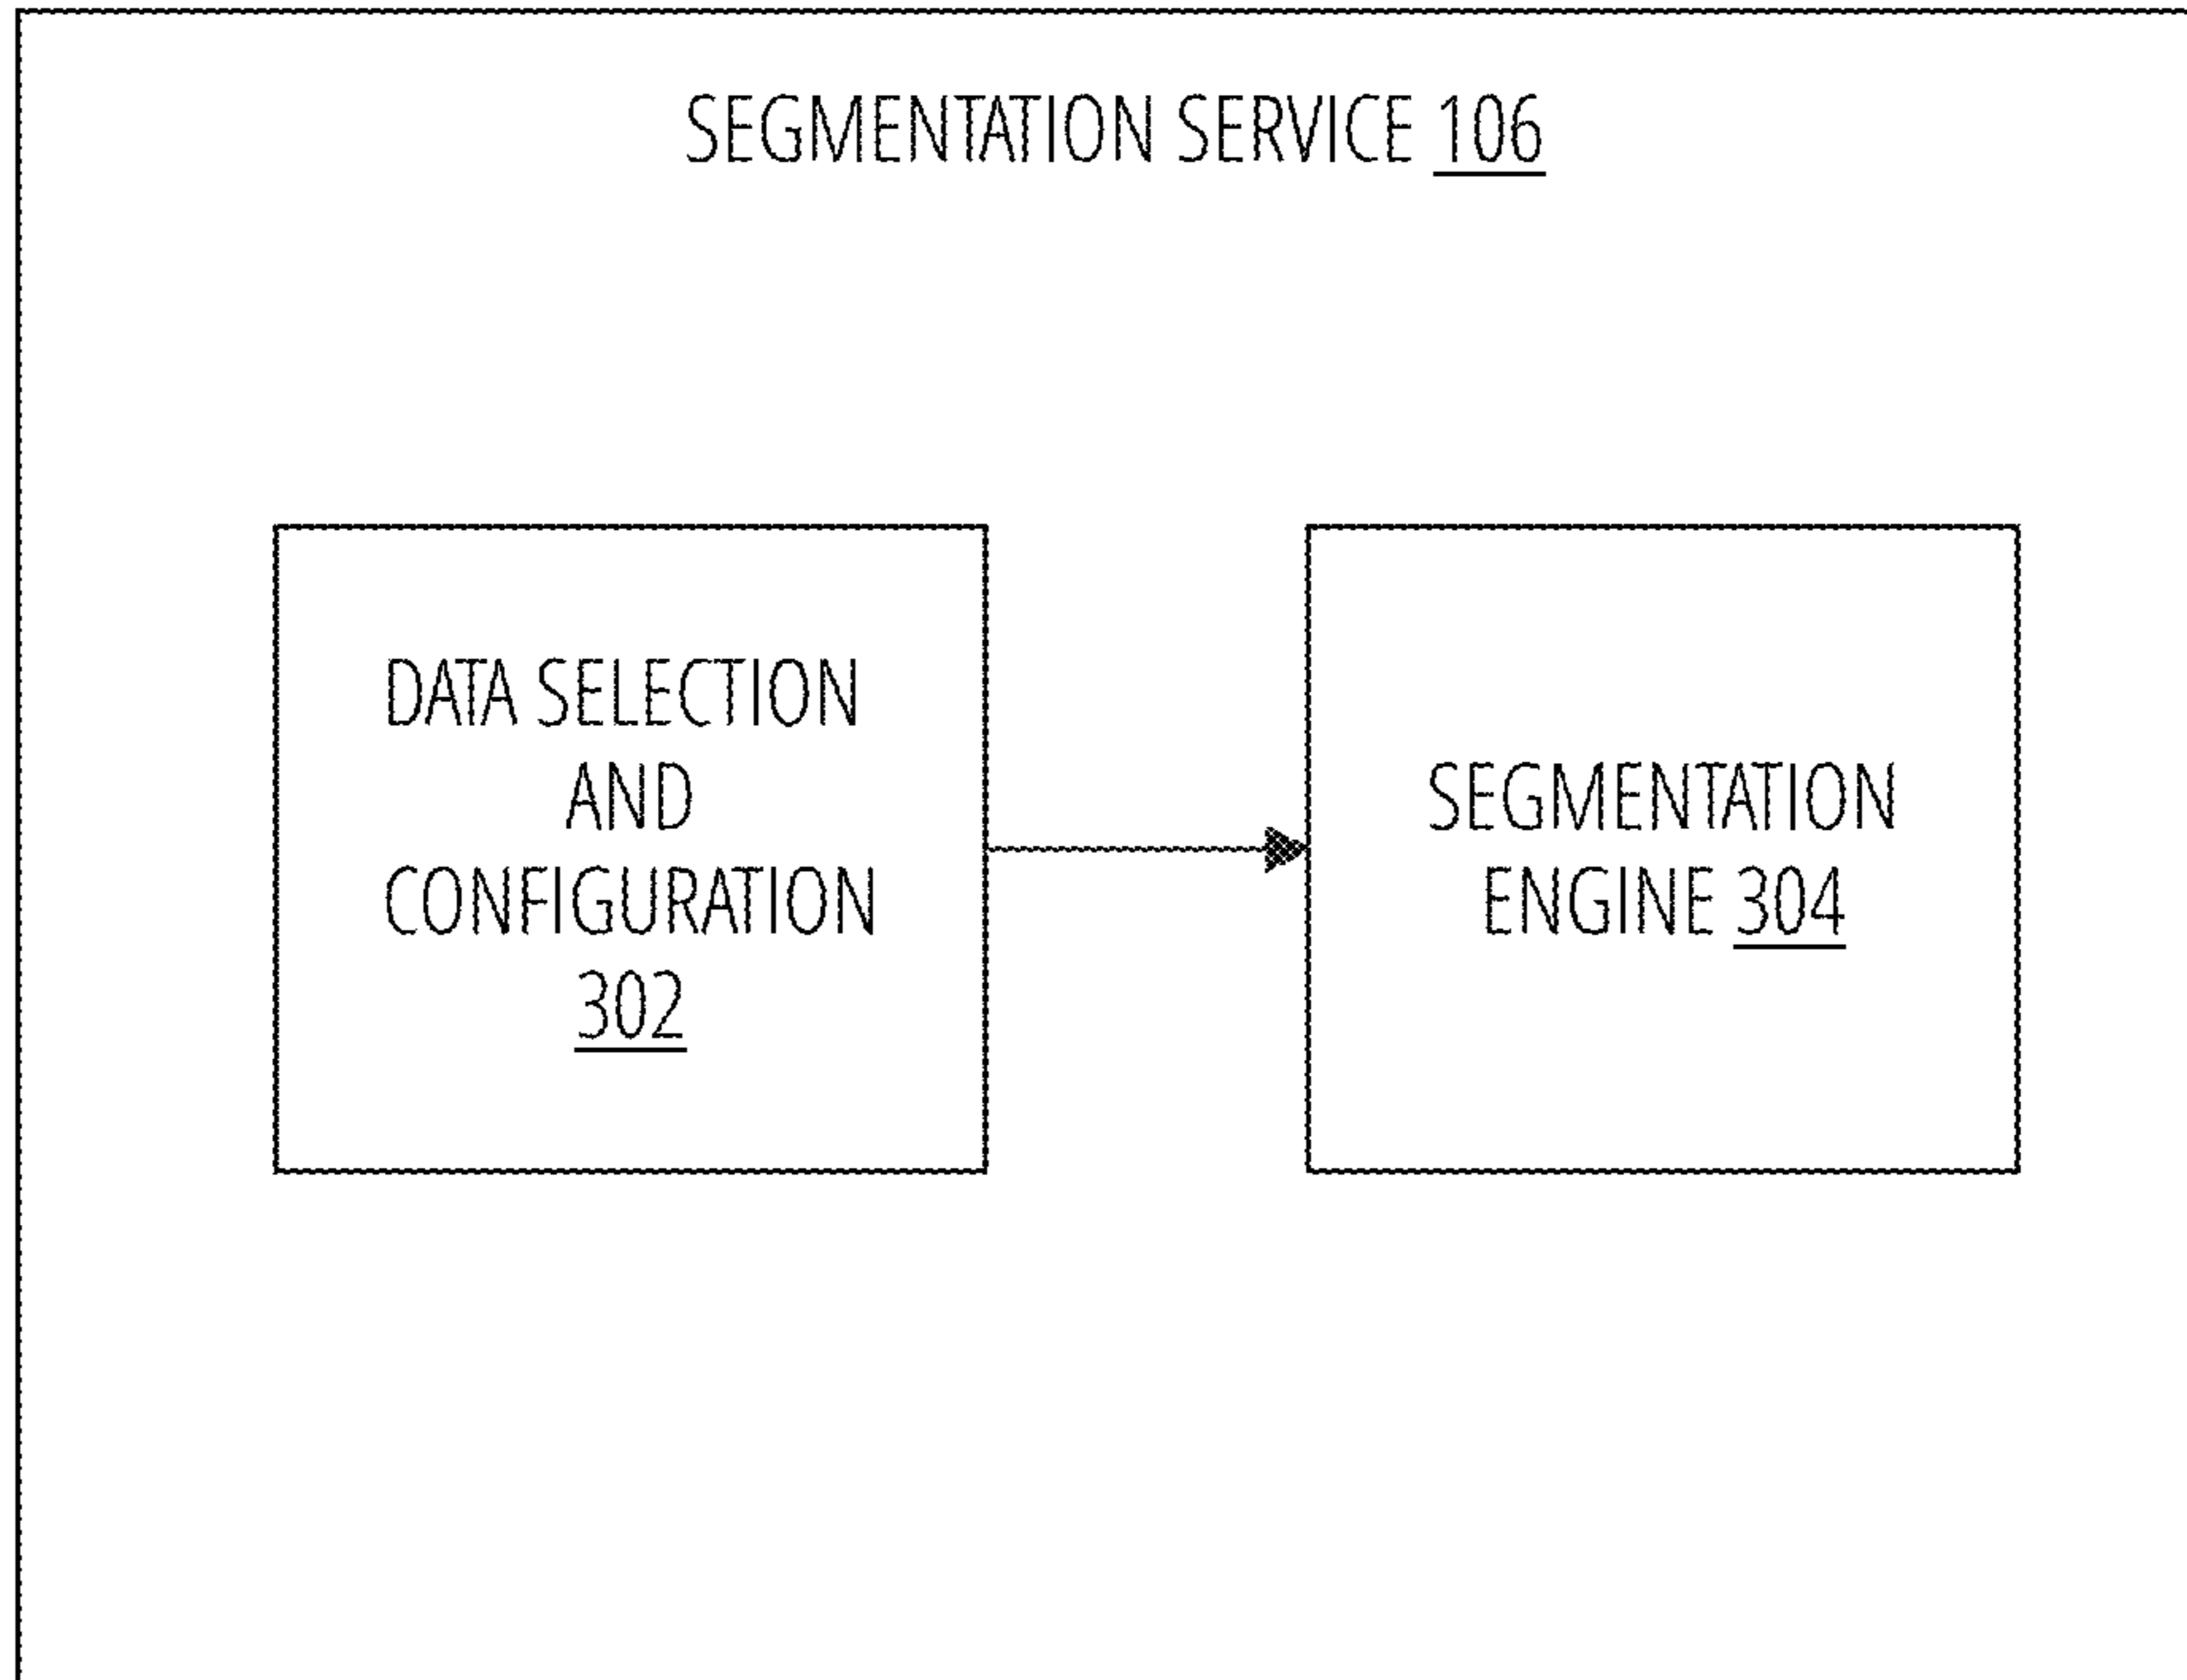 SEGMENTATION SERVICE 106
DATA SELECTION
AND
CONFIGURATION
302
SEGMENTATION
ENGINE 304